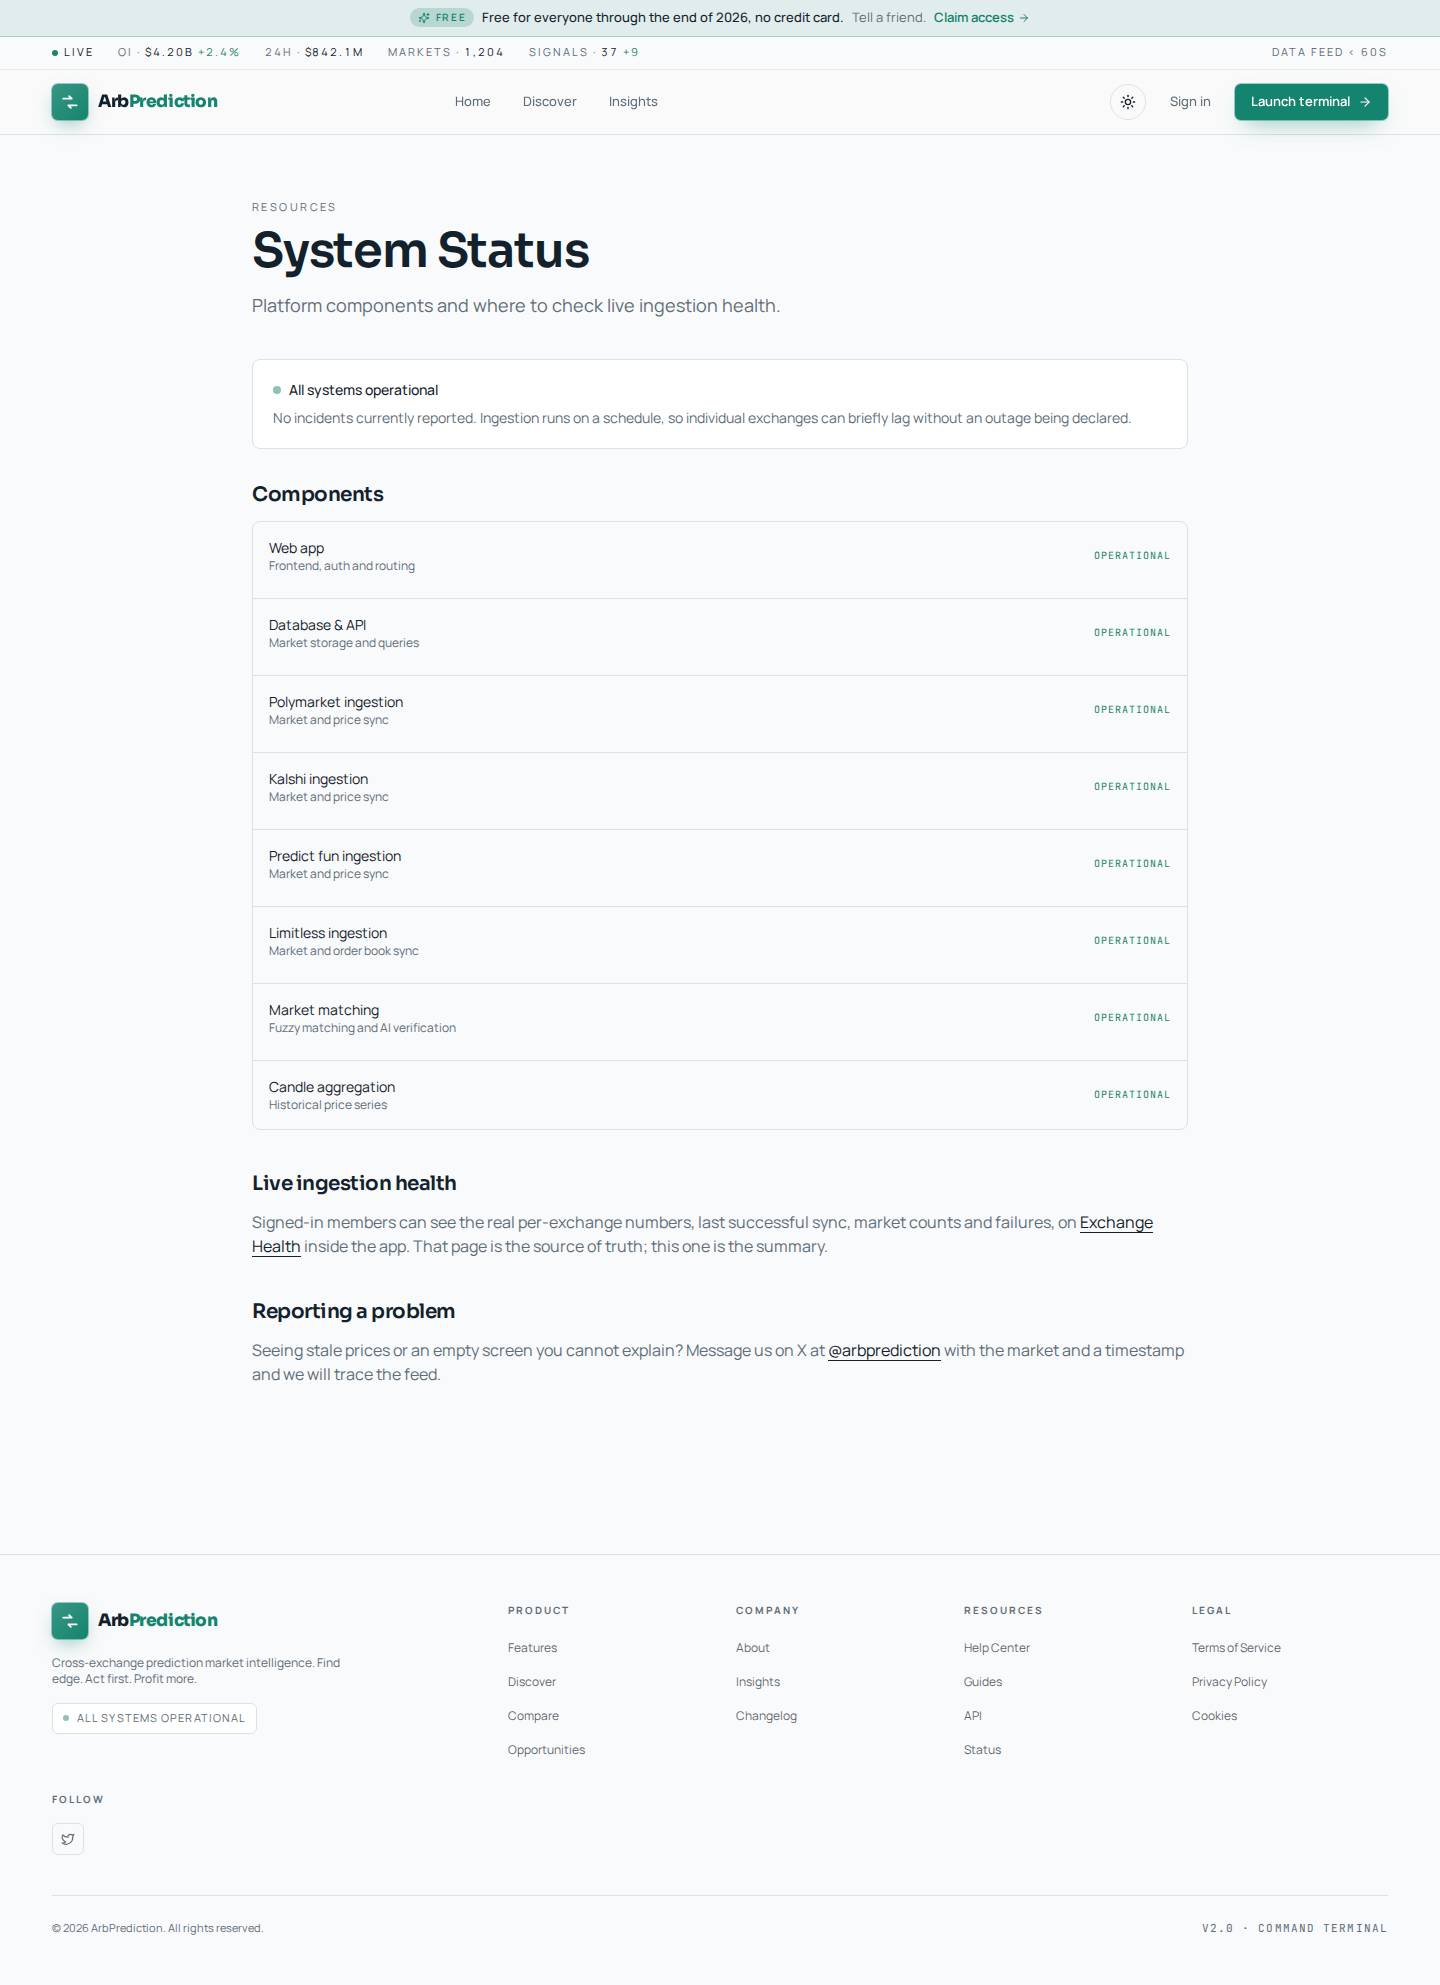 FREE Free for everyone through the end of 2026, no credit card. Tell a friend. Claim access →
LIVE OI · $4.20B +2.4% 24H · $842.1M MARKETS · 1,204 SIGNALS · 37 +9 DATA FEED < 60S
ArbPrediction Home Discover Insights Sign in Launch terminal →
RESOURCES
System Status
Platform components and where to check live ingestion health.
All systems operational
No incidents currently reported. Ingestion runs on a schedule, so individual exchanges can briefly lag without an outage being declared.
Components
Web app
Frontend, auth and routing
OPERATIONAL
Database & API
Market storage and queries
OPERATIONAL
Polymarket ingestion
Market and price sync
OPERATIONAL
Kalshi ingestion
Market and price sync
OPERATIONAL
Predict fun ingestion
Market and price sync
OPERATIONAL
Limitless ingestion
Market and order book sync
OPERATIONAL
Market matching
Fuzzy matching and AI verification
OPERATIONAL
Candle aggregation
Historical price series
OPERATIONAL
Live ingestion health
Signed-in members can see the real per-exchange numbers, last successful sync, market counts and failures, on Exchange
Health inside the app. That page is the source of truth; this one is the summary.
Reporting a problem
Seeing stale prices or an empty screen you cannot explain? Message us on X at @arbprediction with the market and a timestamp
and we will trace the feed.
ArbPrediction
Cross-exchange prediction market intelligence. Find
edge. Act first. Profit more.
ALL SYSTEMS OPERATIONAL
PRODUCT
Features
Discover
Compare
Opportunities
COMPANY
About
Insights
Changelog
RESOURCES
Help Center
Guides
API
Status
LEGAL
Terms of Service
Privacy Policy
Cookies
FOLLOW
© 2026 ArbPrediction. All rights reserved.
V2.0 · COMMAND TERMINAL